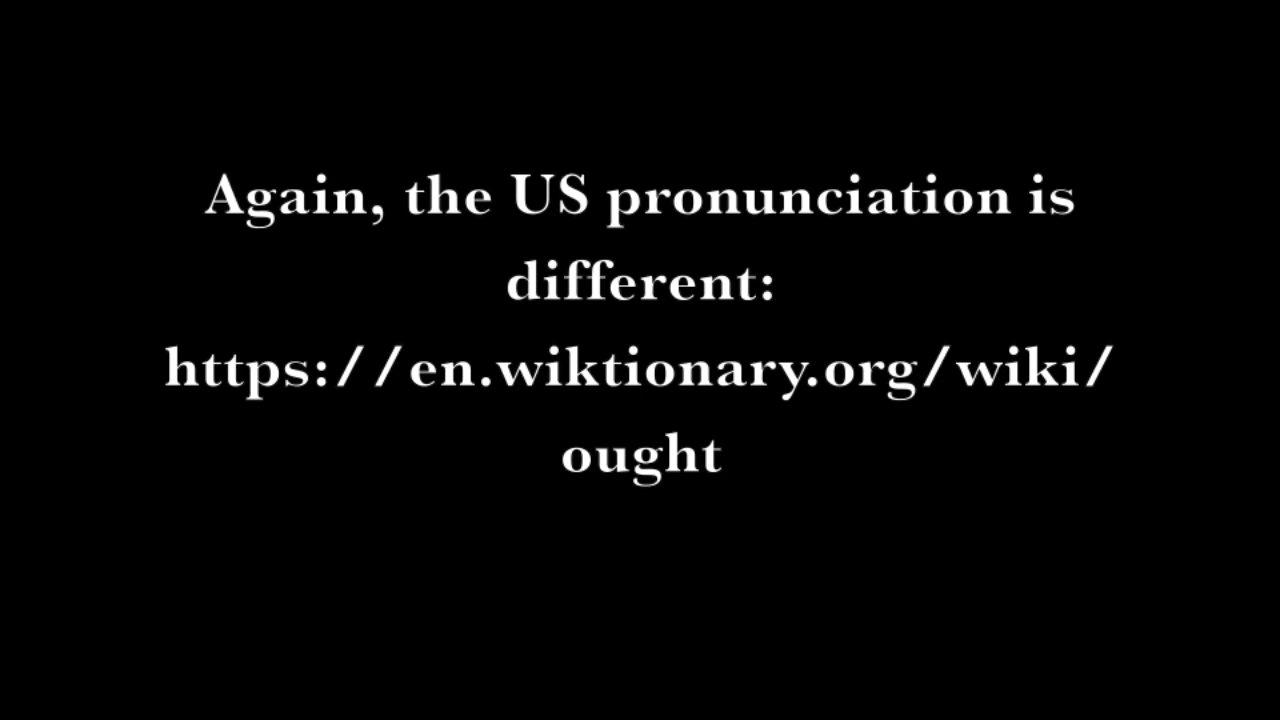 Again, the US pronunciation is
different:
https://en.wiktionary.org/wiki/
ought